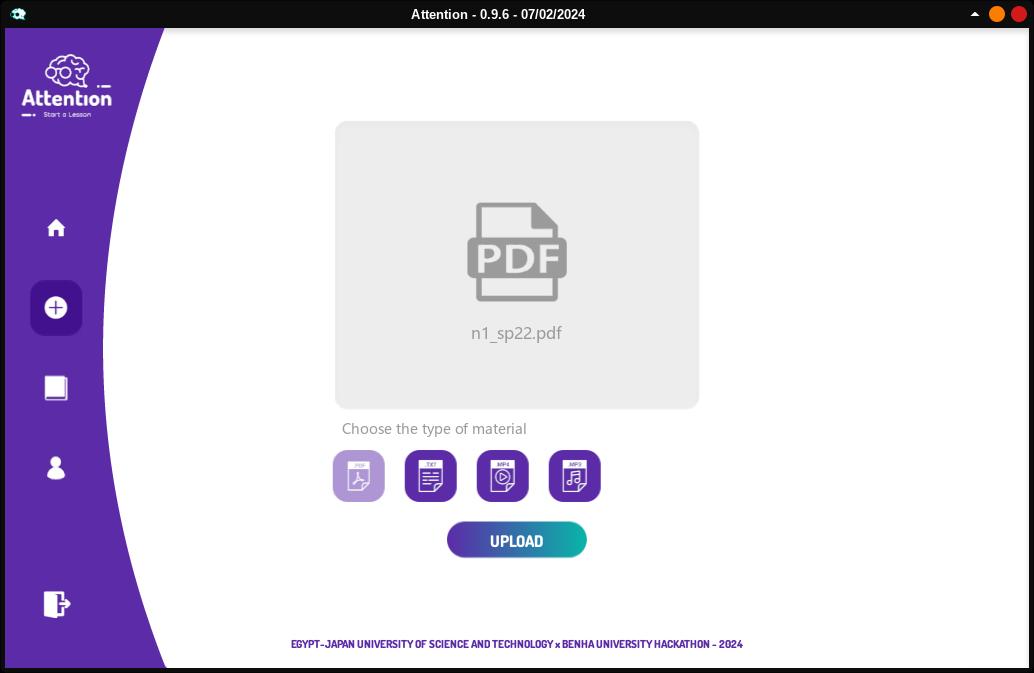 Attention - 0.9.6 - 07/02/2024
Attention
Start a Lesson
PDF
n1_sp22.pdf
Choose the type of material
.PDF .TXT .MP4 .MP3
UPLOAD
EGYPT-JAPAN UNIVERSITY OF SCIENCE AND TECHNOLOGY x BENHA UNIVERSITY HACKATHON - 2024